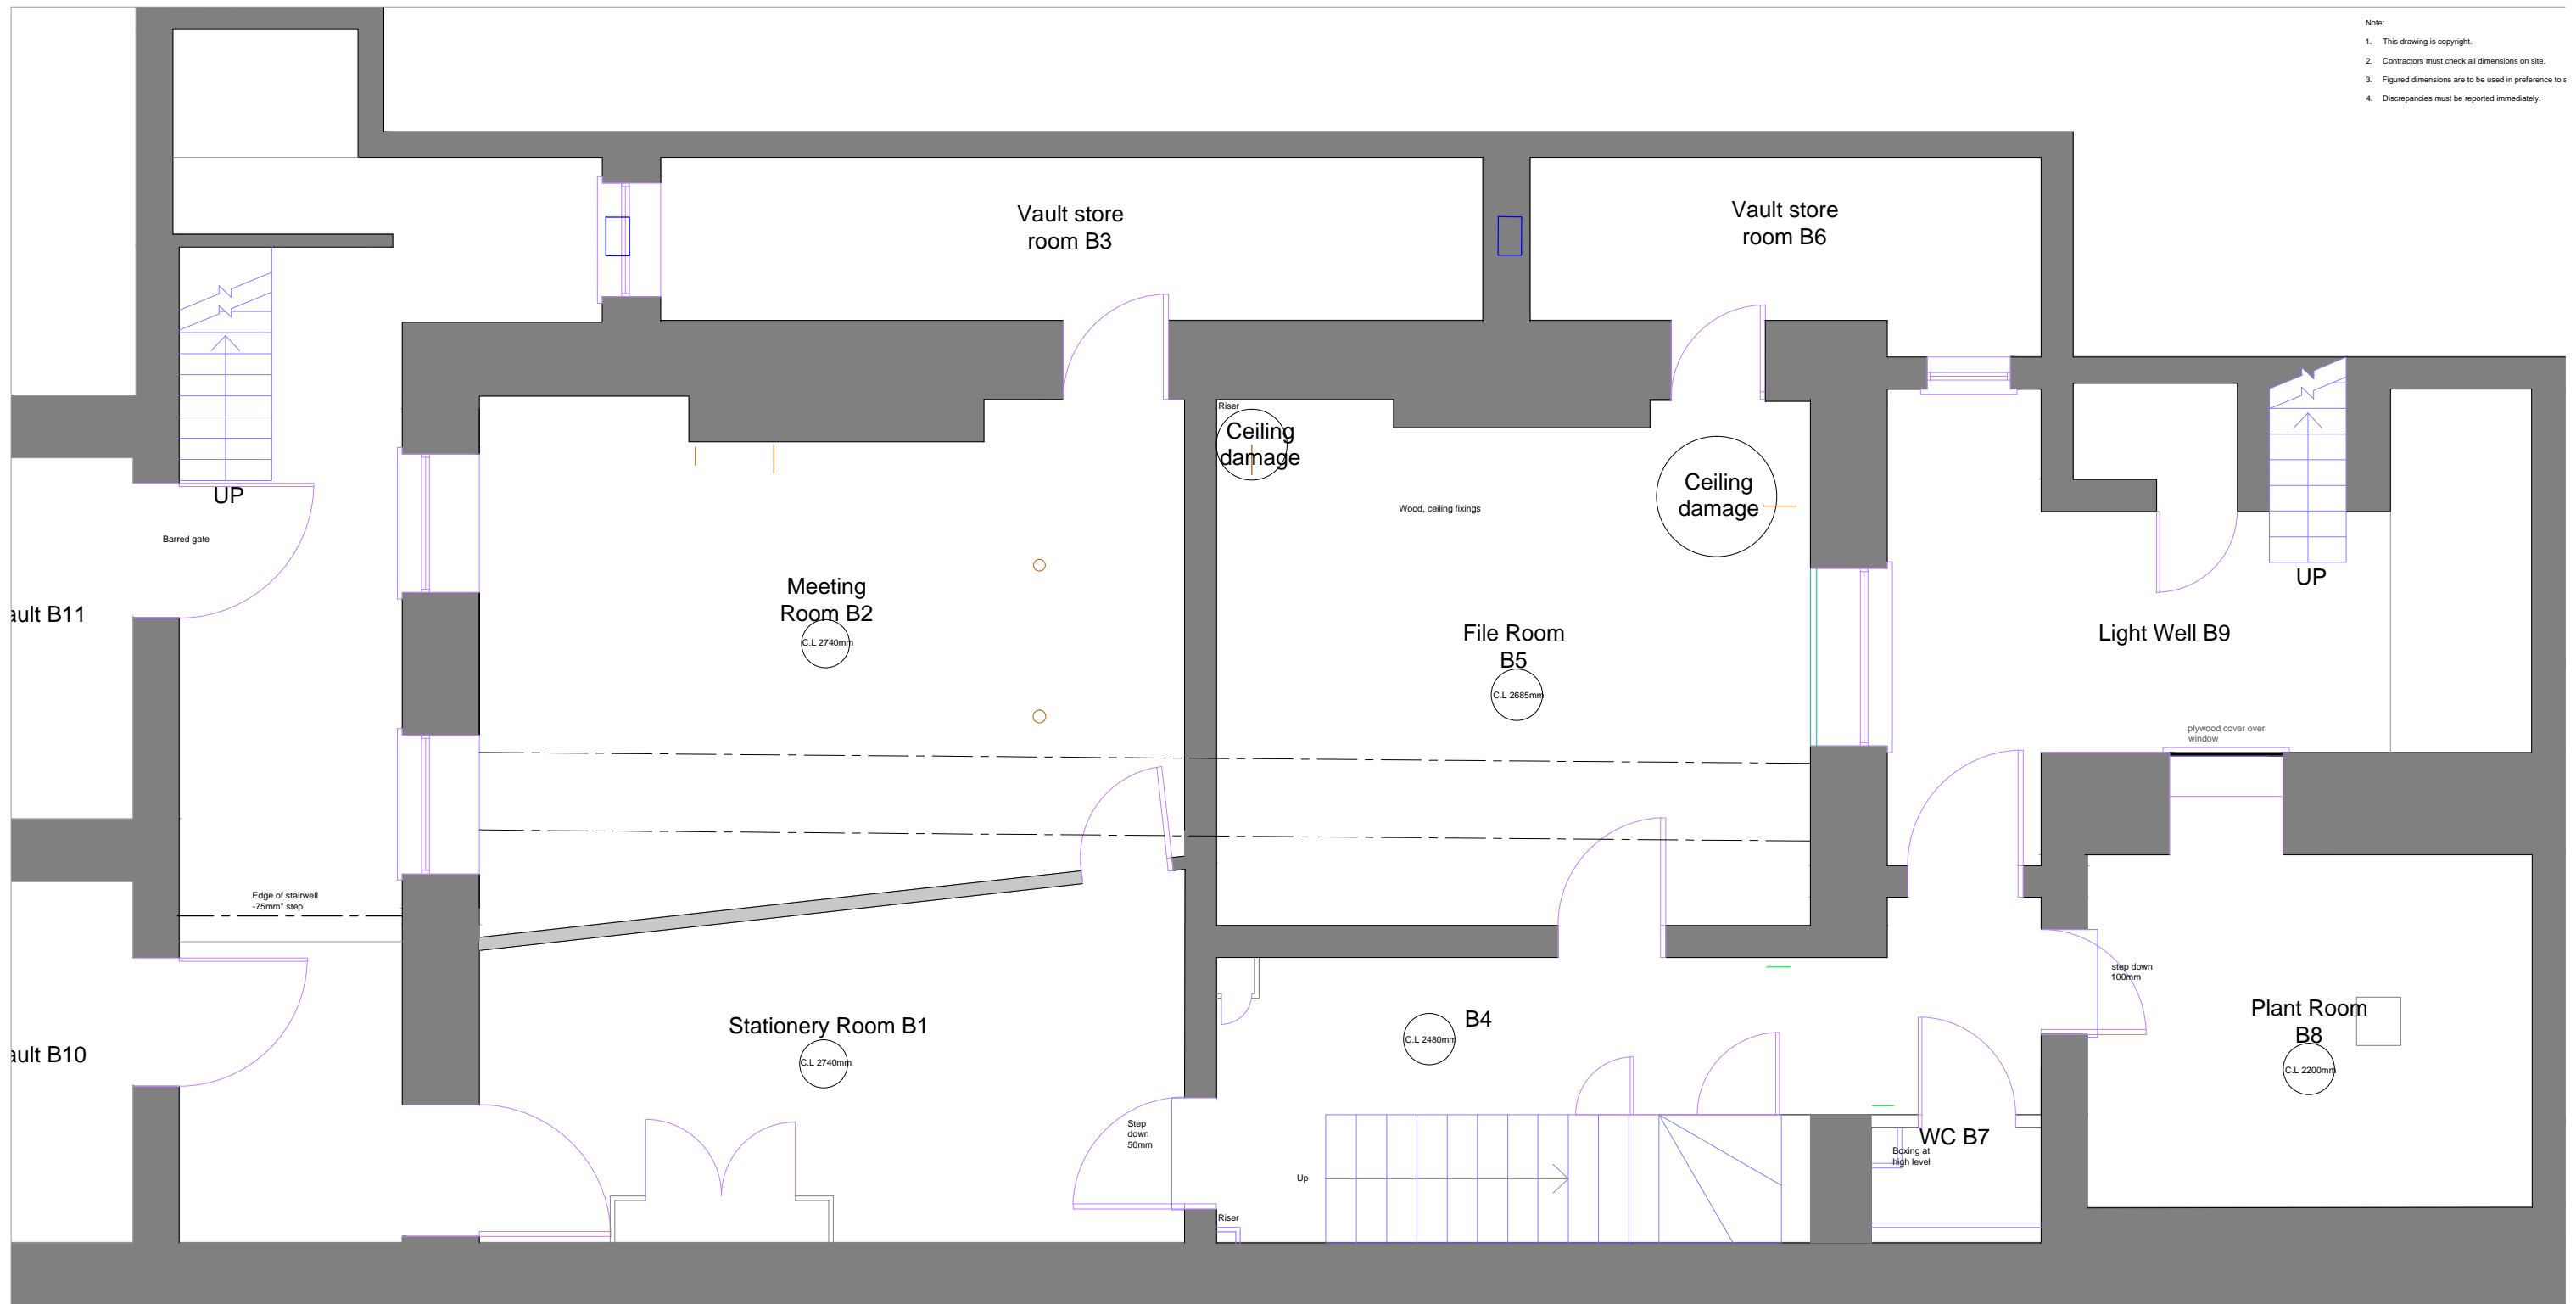 Note:
1. This drawing is copyright.
2. Contractors must check all dimensions on site.
3. Figured dimensions are to be used in preference to s
4. Discrepancies must be reported immediately.
Vault store
room B3
Vault store
room B6
Riser
Ceiling
damage
Ceiling
damage
Wood, ceiling fixings
UP
Barred gate
UP
ault B11
Meeting
Room B2
C.L 2740mm
File Room
B5
C.L 2685mm
Light Well B9
plywood cover over
window
Edge of stairwell
-75mm" step
step down
100mm
Stationery Room B1
C.L 2740mm
B4
C.L 2480mm
Plant Room
B8
C.L 2200mm
ault B10
Step
down
50mm
WC B7
Boxing at
high level
Up
Riser